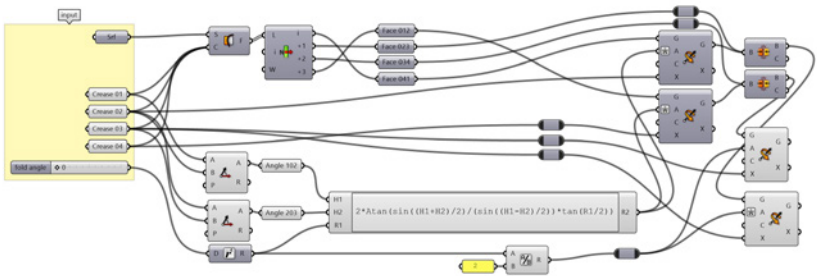 input
Srf
Crease 01
Crease 02
Crease 03
Crease 04
fold angle 0
S
C
F
L
i
W
i
+1
+2
+3
Face 012
Face 023
Face 034
Face 041
G
A
C
X
G
X
G
A
C
X
G
X
B
B
C
B
B
C
G
A
C
X
G
X
G
A
C
X
G
X
A
B
P
A
R
Angle 102
A
B
P
A
R
Angle 203
H1
H2
R1
2*Atan(sin((H1+H2)/2)/(sin((H1-H2)/2))*tan(R1/2))
R2
D
R
2
A
B
R